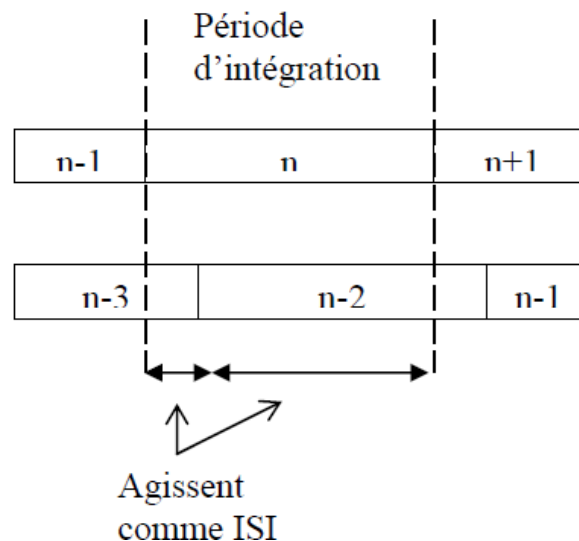 Période
d’intégration
n-1 n n+1
n-3 n-2 n-1
Agissent
comme ISI